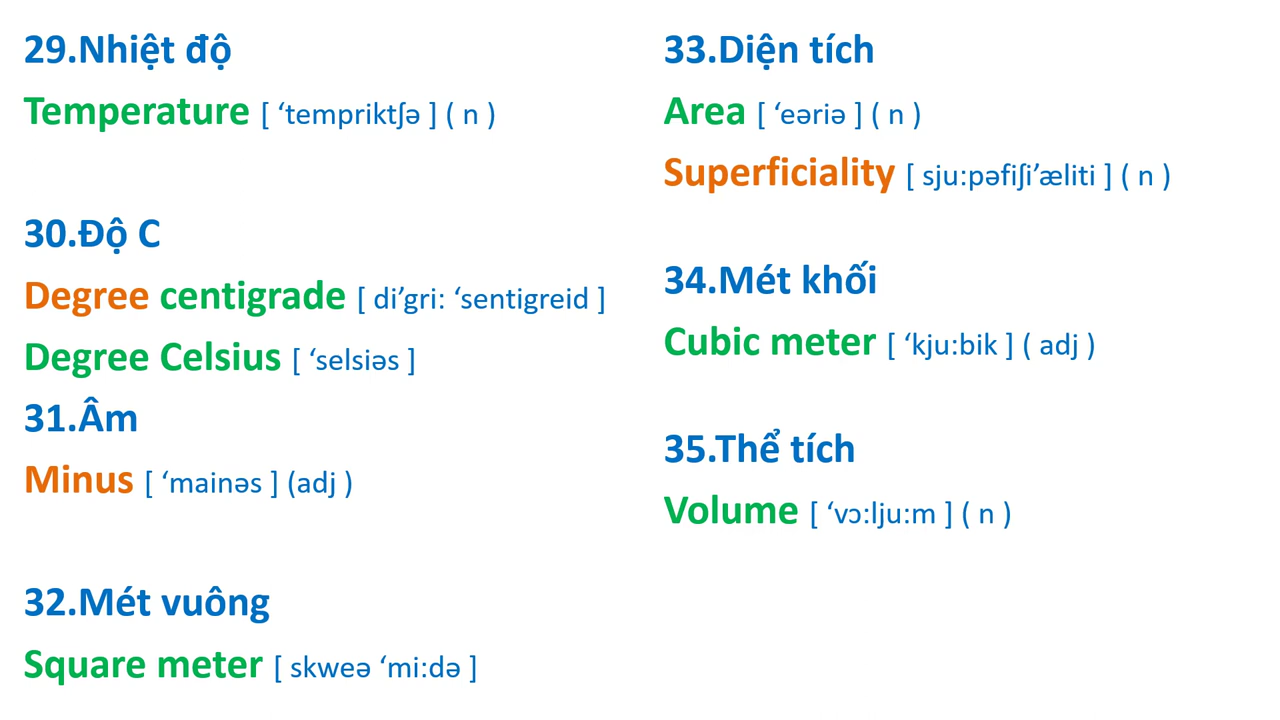 29.Nhiệt độ
Temperature [ ‘tempriktʃə ] ( n )
30.Độ C
Degree centigrade [ di’gri: ‘sentigreid ]
Degree Celsius [ ‘selsiəs ]
31.Âm
Minus [ ‘mainəs ] (adj )
32.Mét vuông
Square meter [ skweə ‘mi:də ]
33.Diện tích
Area [ ‘eəriə ] ( n )
Superficiality [ sju:pəfiʃi’æliti ] ( n )
34.Mét khối
Cubic meter [ ‘kju:bik ] ( adj )
35.Thể tích
Volume [ ‘vɔ:lju:m ] ( n )